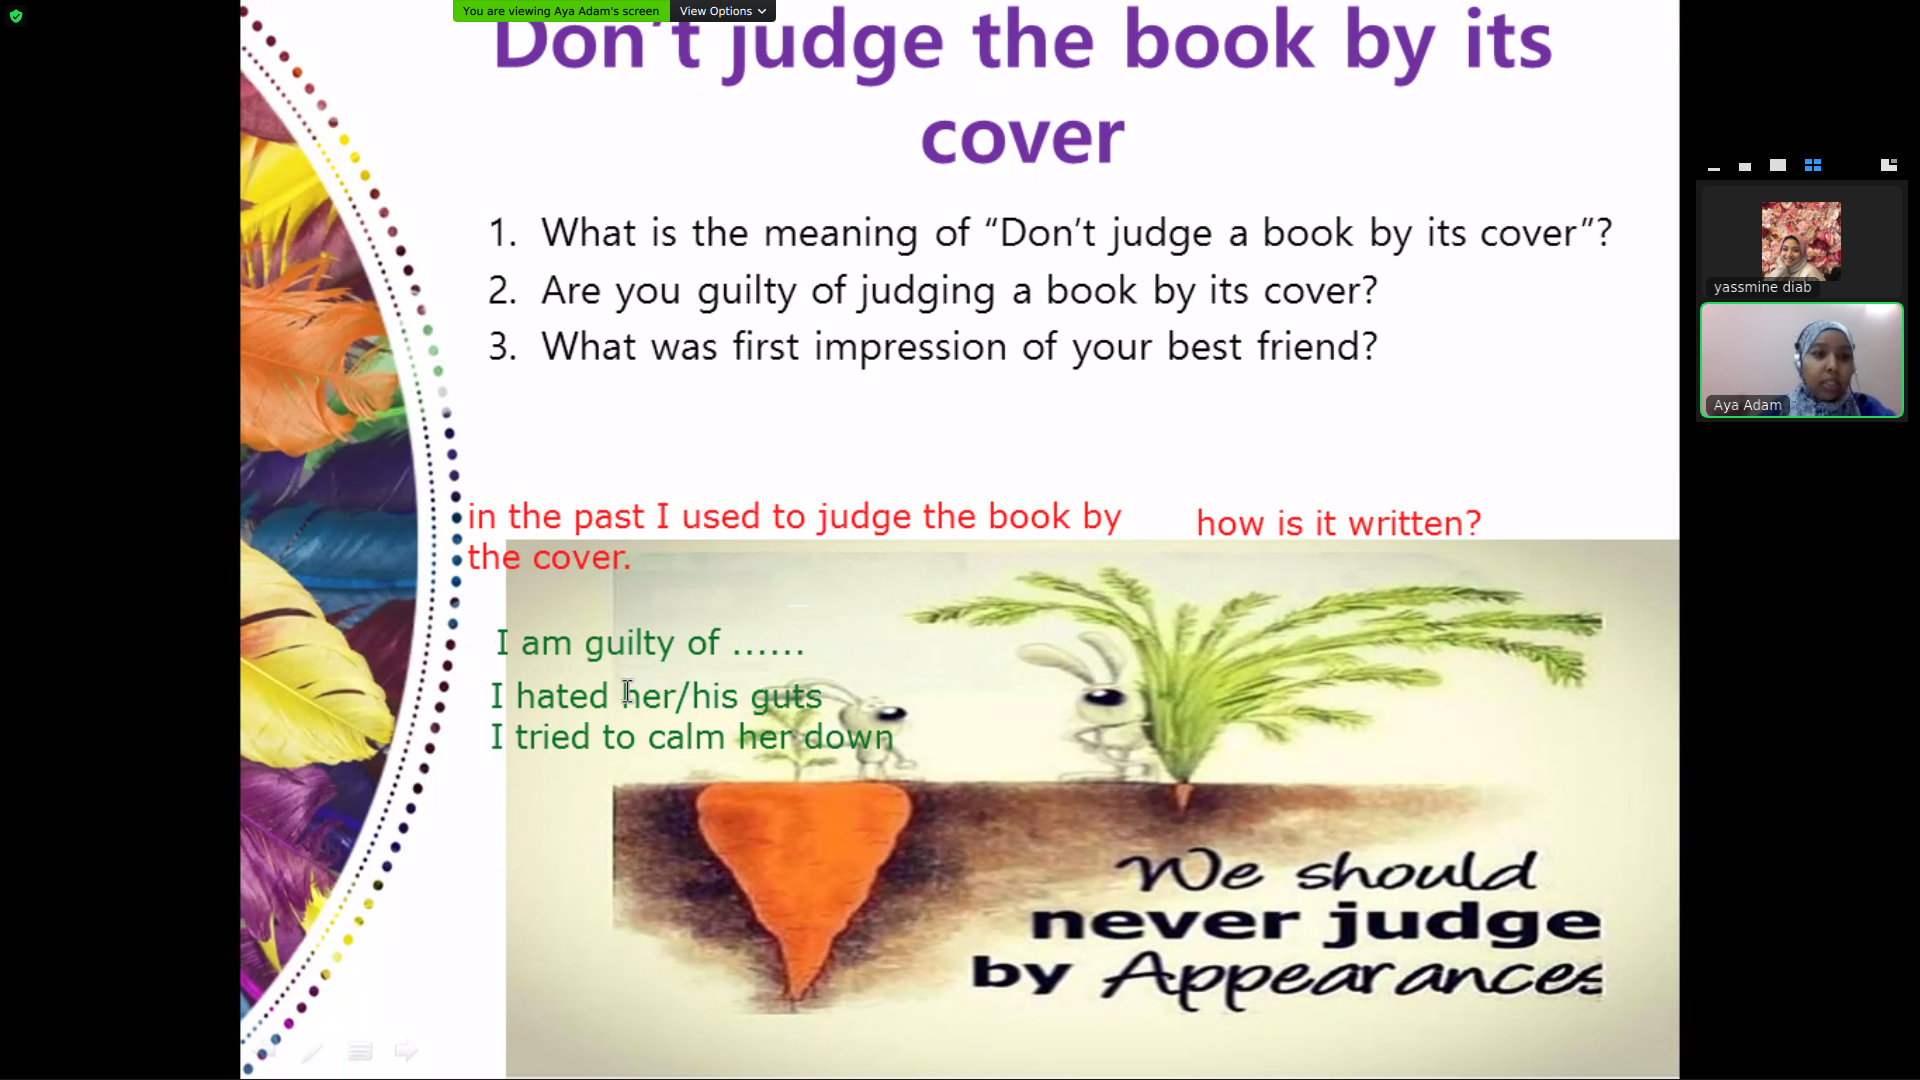 You are viewing Aya Adam's screen
View Options
Don't judge the book by its
cover
1. What is the meaning of “Don't judge a book by its cover”?
2. Are you guilty of judging a book by its cover?
3. What was first impression of your best friend?
yassmine diab
Aya Adam
in the past I used to judge the book by
the cover.
how is it written?
I am guilty of ......
I hated her/his guts
I tried to calm her down
We should
never judge
by Appearances